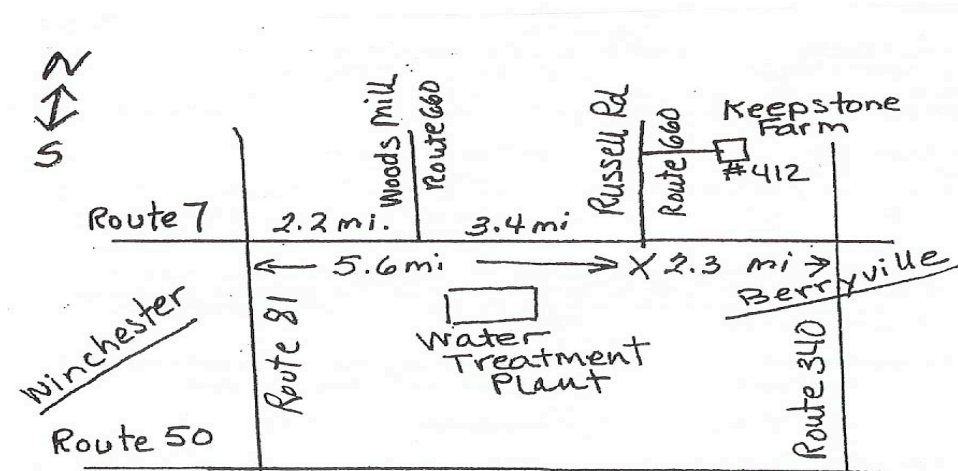 N
S
Woods Mill
Route 660
Russell Rd
Route 660
Keepstone
Farm
#412
Route 7
2.2 mi.
3.4 mi
5.6 mi
X 2.3 mi
Berryville
Winchester
Route 81
Water
Treatment
Plant
Route 340
Route 50